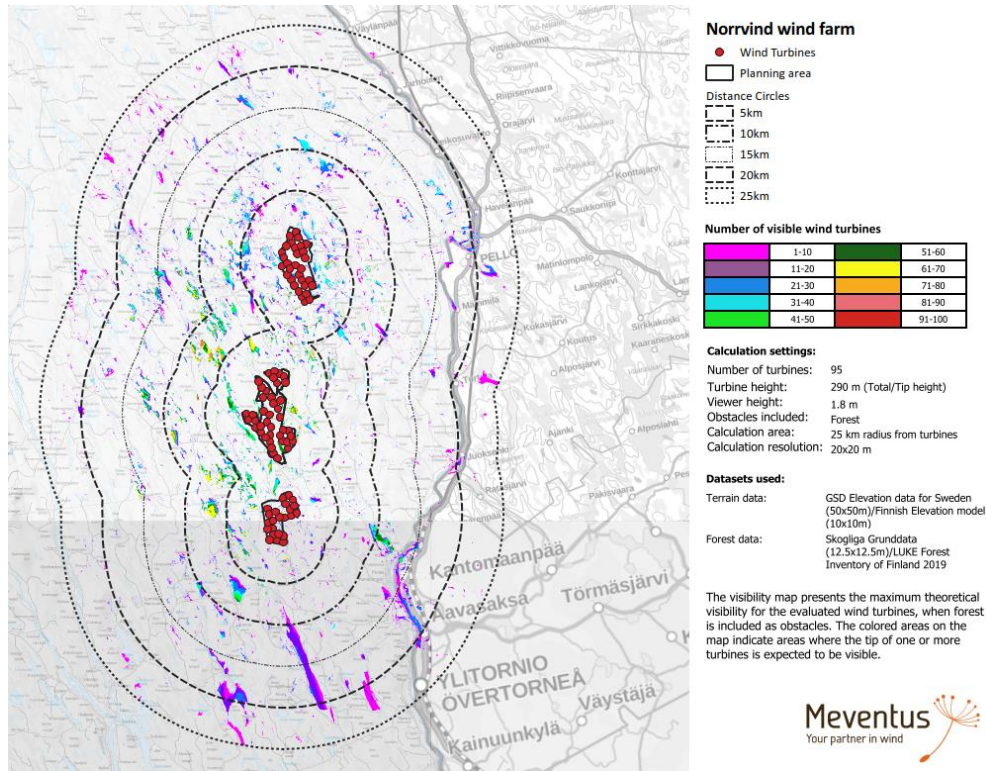 Norrvind wind farm
Wind Turbines
Planning area
Distance Circles
5km
10km
15km
20km
25km
Number of visible wind turbines
1-10 51-60
11-20 61-70
21-30 71-80
31-40 81-90
41-50 91-100
Calculation settings:
Number of turbines: 95
Turbine height: 290 m (Total/Tip height)
Viewer height: 1.8 m
Obstacles included: Forest
Calculation area: 25 km radius from turbines
Calculation resolution: 20x20 m
Datasets used:
Terrain data: GSD Elevation data for Sweden
(50x50m)/Finnish Elevation model
(10x10m)
Forest data: Skogliga Grunddata
(12.5x12.5m)/LUKE Forest
Inventory of Finland 2019
The visibility map presents the maximum theoretical
visibility for the evaluated wind turbines, when forest
is included as obstacles. The colored areas on the
map indicate areas where the tip of one or more
turbines is expected to be visible.
Meventus
Your partner in wind
Väylänpää
Vittikkovuoma
Riipisenvaara
Orajärvi
Konttajärvi
Saukkoriipi
PELLO
Matinlompolo
Lankojärvi
Kukasjärvi
Sirkkakoski
Koutus
Kaaraneskoski
Alposjärvi
Alposlahti
Ajanki
Ratasjärvi
Pakisvaara
Kantomaanpää
Törmäsjärvi
Aavasaksa
YLITORNIO
ÖVERTORNEÅ
Väystäjä
Kainuunkylä